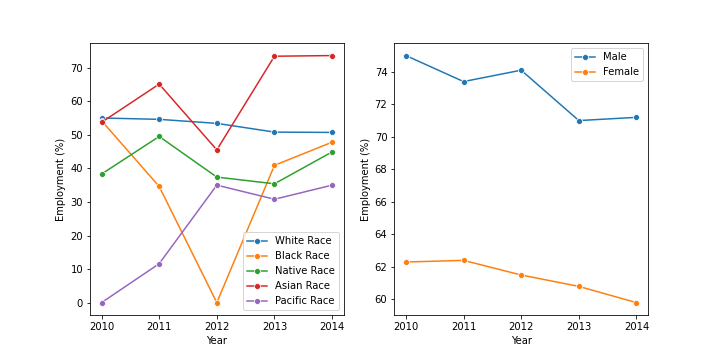 Employment (%)
70
60
50
40
30
20
10
0
2010 2011 2012 2013 2014
Year
White Race
Black Race
Native Race
Asian Race
Pacific Race
Employment (%)
74
72
70
68
66
64
62
60
2010 2011 2012 2013 2014
Year
Male
Female